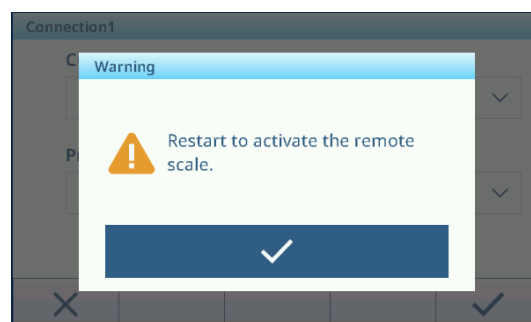 Connection1
Warning
Restart to activate the remote
scale.